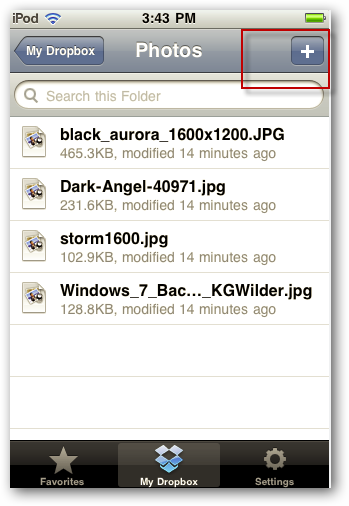 iPod 3:43 PM
My Dropbox Photos +
Search this Folder
black_aurora_1600x1200.JPG
465.3KB, modified 14 minutes ago
Dark-Angel-40971.jpg
231.6KB, modified 14 minutes ago
storm1600.jpg
102.9KB, modified 14 minutes ago
Windows_7_Bac..._KGWilder.jpg
128.8KB, modified 14 minutes ago
Favorites My Dropbox Settings